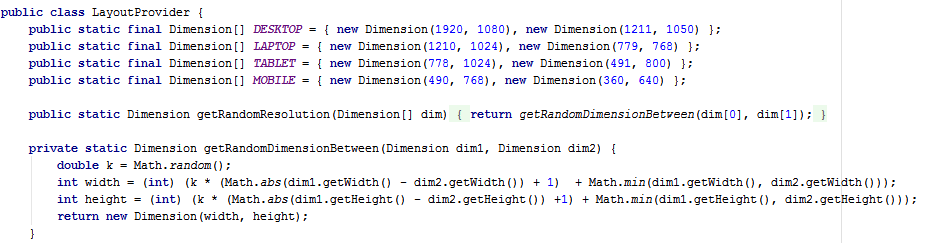 public class LayoutProvider {
    public static final Dimension[] DESKTOP = { new Dimension(1920, 1080), new Dimension(1211, 1050) };
    public static final Dimension[] LAPTOP = { new Dimension(1210, 1024), new Dimension(779, 768) };
    public static final Dimension[] TABLET = { new Dimension(778, 1024), new Dimension(491, 800) };
    public static final Dimension[] MOBILE = { new Dimension(490, 768), new Dimension(360, 640) };

    public static Dimension getRandomResolution(Dimension[] dim) { return getRandomDimensionBetween(dim[0], dim[1]); }

    private static Dimension getRandomDimensionBetween(Dimension dim1, Dimension dim2) {
        double k = Math.random();
        int width = (int) (k * (Math.abs(dim1.getWidth() - dim2.getWidth()) + 1)  + Math.min(dim1.getWidth(), dim2.getWidth()));
        int height = (int) (k * (Math.abs(dim1.getHeight() - dim2.getHeight()) +1) + Math.min(dim1.getHeight(), dim2.getHeight()));
        return new Dimension(width, height);
    }